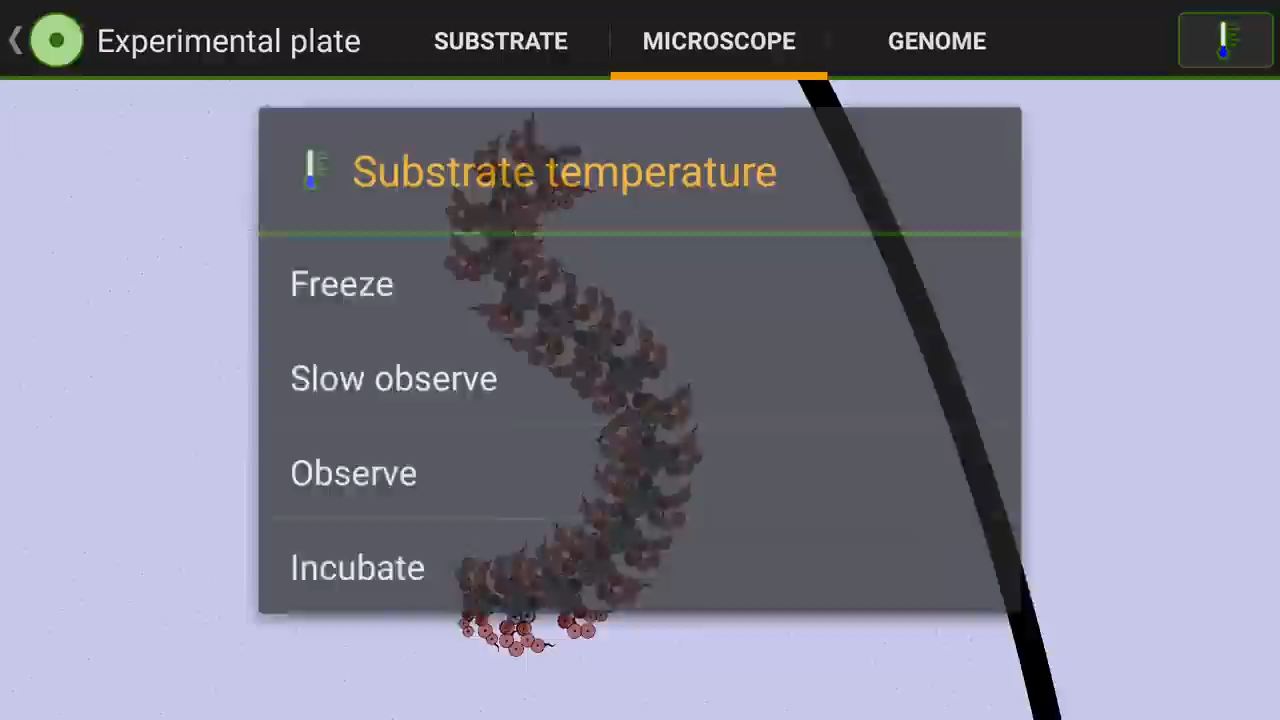 Experimental plate
SUBSTRATE
MICROSCOPE
GENOME
Substrate temperature
Freeze
Slow observe
Observe
Incubate